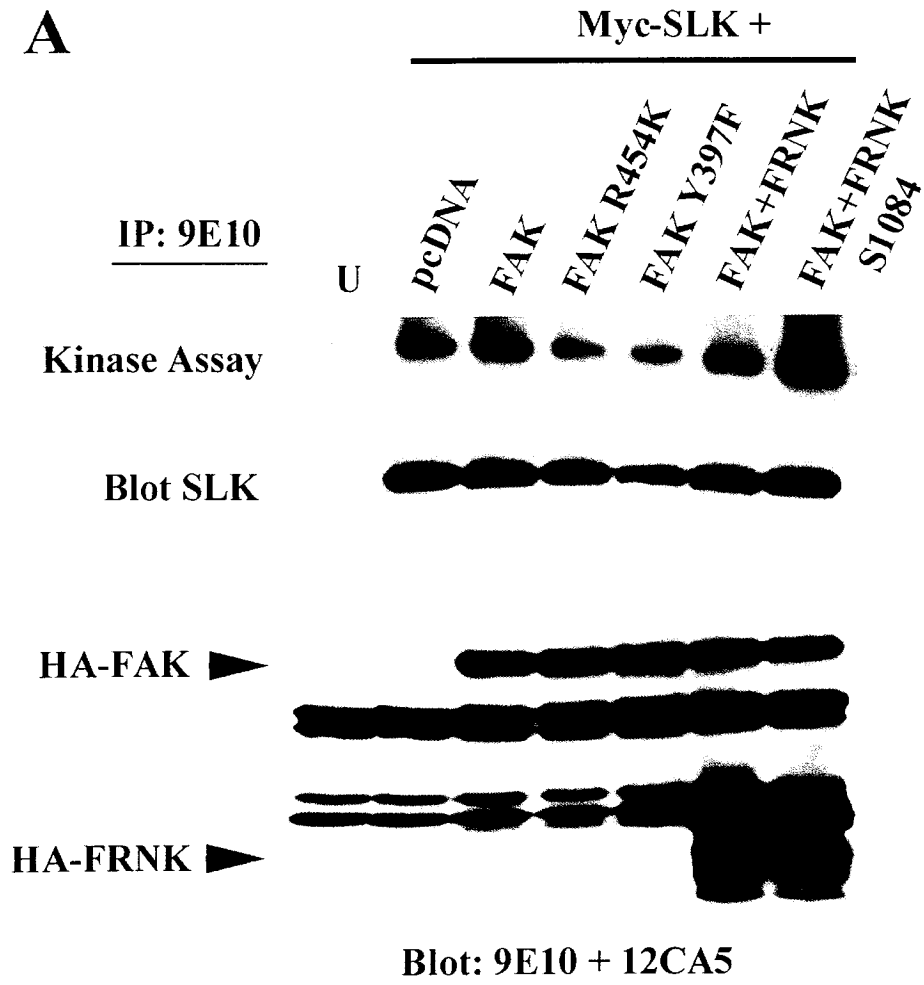 A
Myc-SLK +
IP: 9E10
U
pcDNA
FAK
FAK R454K
FAK Y397F
FAK+FRNK
FAK+FRNK
S1084
Kinase Assay
Blot SLK
HA-FAK
HA-FRNK
Blot: 9E10 + 12CA5